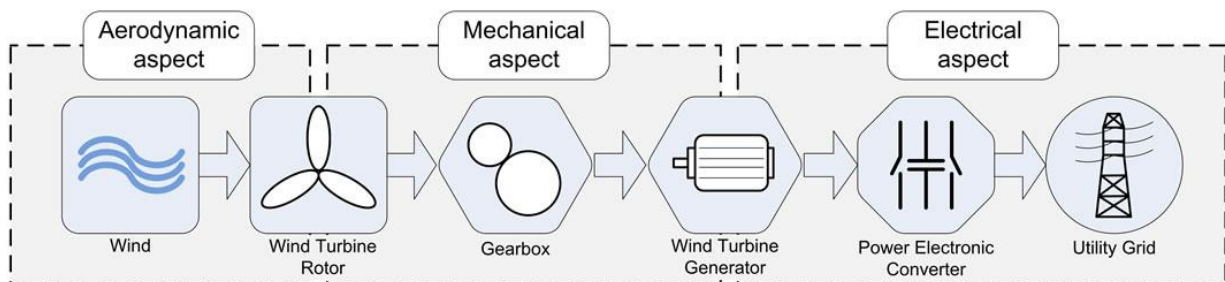 Aerodynamic
aspect
Mechanical
aspect
Electrical
aspect
Wind
Wind Turbine
Rotor
Gearbox
Wind Turbine
Generator
Power Electronic
Converter
Utility Grid